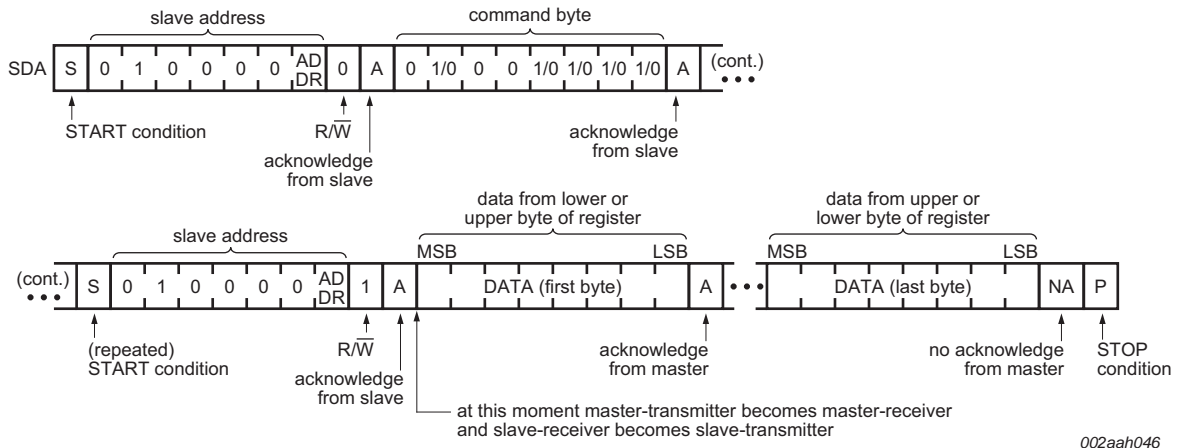 slave address command byte
SDA S 0 1 0 0 0 0 AD DR 0 A 0 1/0 0 0 1/0 1/0 1/0 1/0 A (cont.)
START condition R/W acknowledge from slave acknowledge from slave
data from lower or upper byte of register data from upper or lower byte of register
slave address MSB LSB MSB LSB
(cont.) S 0 1 0 0 0 0 AD DR 1 A DATA (first byte) A DATA (last byte) NA P
(repeated) START condition R/W acknowledge from slave acknowledge from master no acknowledge from master STOP condition
at this moment master-transmitter becomes master-receiver
and slave-receiver becomes slave-transmitter
002aah046